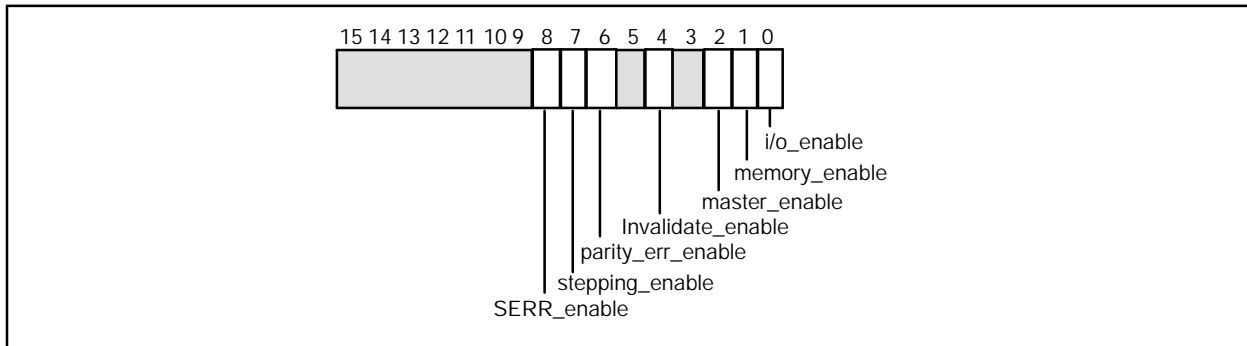 15 14 13 12 11 10 9 8 7 6 5 4 3 2 1 0
i/o_enable
memory_enable
master_enable
Invalidate_enable
parity_err_enable
stepping_enable
SERR_enable